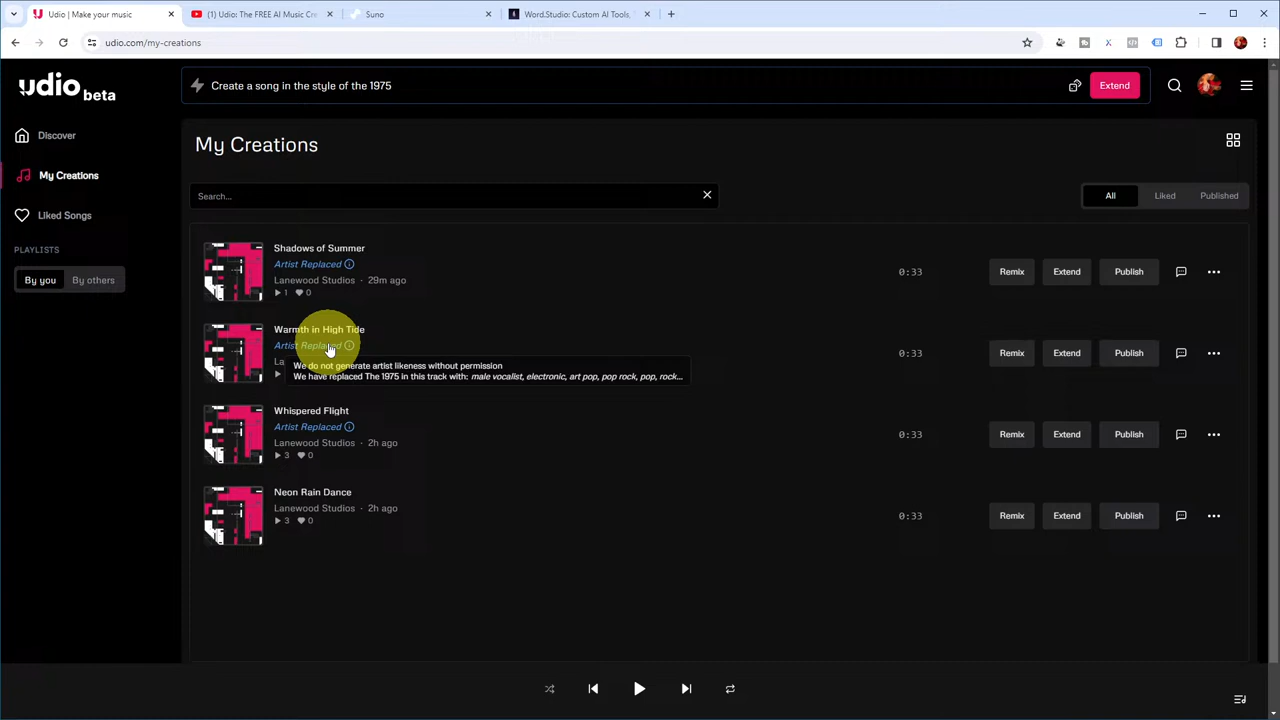 Udio | Make your music
(1) Udio: The FREE AI Music Cre
Suno
Word.Studio: Custom AI Tools,
udio.com/my-creations
udio beta
Create a song in the style of the 1975
Extend
Discover
My Creations
Liked Songs
PLAYLISTS
By you
By others
My Creations
Search...
All
Liked
Published
Shadows of Summer
Artist Replaced
Lanewood Studios · 29m ago
1 0
0:33
Remix
Extend
Publish
Warmth in High Tide
Artist Replaced
La
We do not generate artist likeness without permission
We have replaced The 1975 in this track with: male vocalist, electronic, art pop, pop rock, pop, rock...
0:33
Remix
Extend
Publish
Whispered Flight
Artist Replaced
Lanewood Studios · 2h ago
3 0
0:33
Remix
Extend
Publish
Neon Rain Dance
Lanewood Studios · 2h ago
3 0
0:33
Remix
Extend
Publish